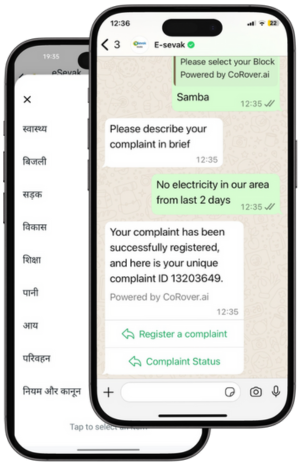 19:35
eSevak
×
स्वास्थ्य
बिजली
सड़क
विकास
शिक्षा
पानी
आय
परिवहन
नियम और कानून
Tap to select an item
12:36
22
3
E-sevak
Please select your Block
Powered by CoRover.ai
Samba
12:35
Please describe your
complaint in brief
12:35
No electricity in our area
from last 2 days
12:35
Your complaint has been
successfully registered,
and here is your unique
complaint ID 13203649.
Powered by CoRover.ai
12:35
Register a complaint
Complaint Status